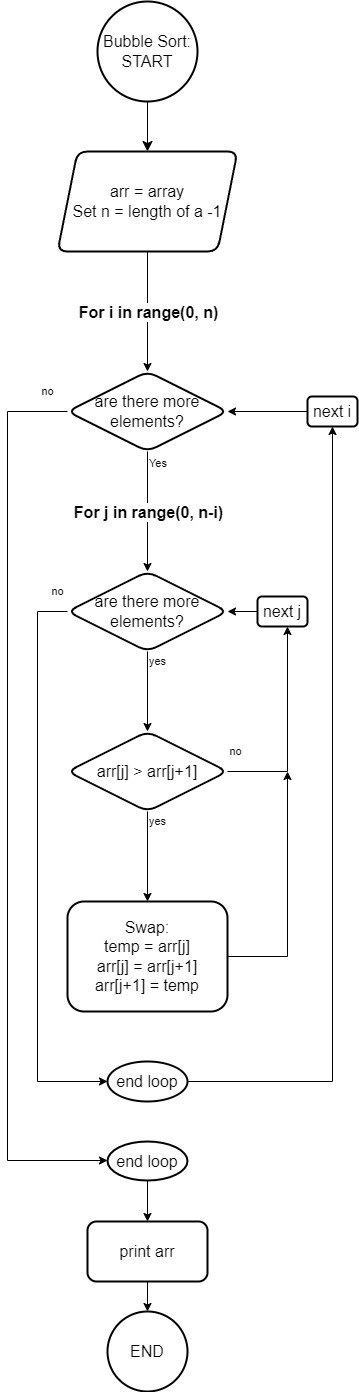 Bubble Sort:
START
arr = array
Set n = length of a -1
For i in range(0, n)
no
are there more
elements?
next i
Yes
For j in range(0, n-i)
no
are there more
elements?
next j
yes
arr[j] > arr[j+1]
no
yes
Swap:
temp = arr[j]
arr[j] = arr[j+1]
arr[j+1] = temp
end loop
end loop
print arr
END